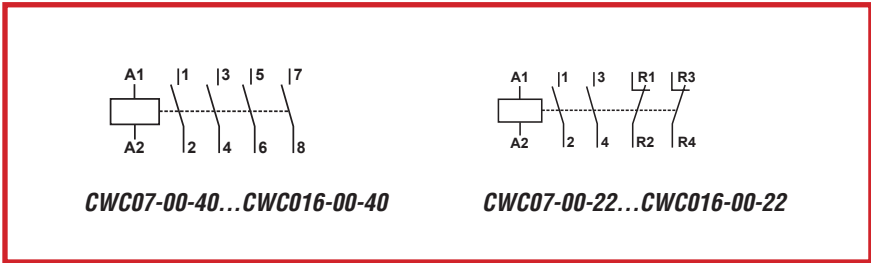 A1 |1 |3 |5 |7
A2 2 4 6 8
CWC07-00-40...CWC016-00-40
A1 1 3 R1 R3
A2 2 4 R2 R4
CWC07-00-22...CWC016-00-22